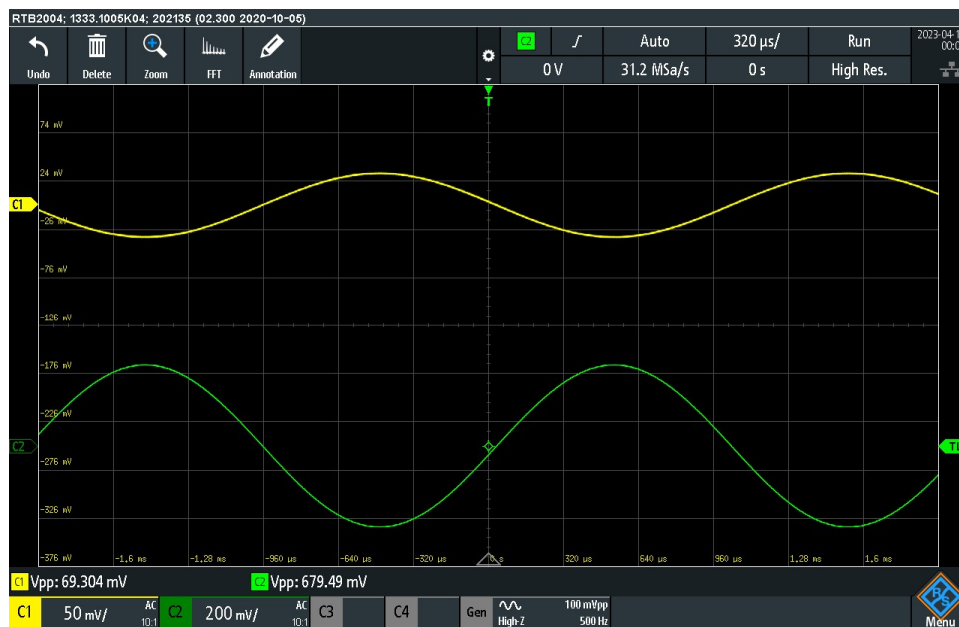 RTB2004; 1333.1005K04; 202135 (02.300 2020-10-05)
Undo Delete Zoom FFT Annotation
C2 Auto 320 µs/ Run
0 V 31.2 MSa/s 0 s High Res.
2023-04-1
00:0
T
74 mV
24 mV
C1
-26 mV
-76 mV
-126 mV
-176 mV
-226 mV
C2
-276 mV
-326 mV
-376 mV -1,6 ms -1,28 ms -960 µs -640 µs -320 µs 0 s 320 µs 640 µs 960 µs 1,28 ms 1,6 ms
C1 Vpp: 69.304 mV C2 Vpp: 679.49 mV
C1 50 mV/ AC 10:1 C2 200 mV/ AC 10:1 C3 C4 Gen High-Z 100 mVpp 500 Hz
R&S
Menu